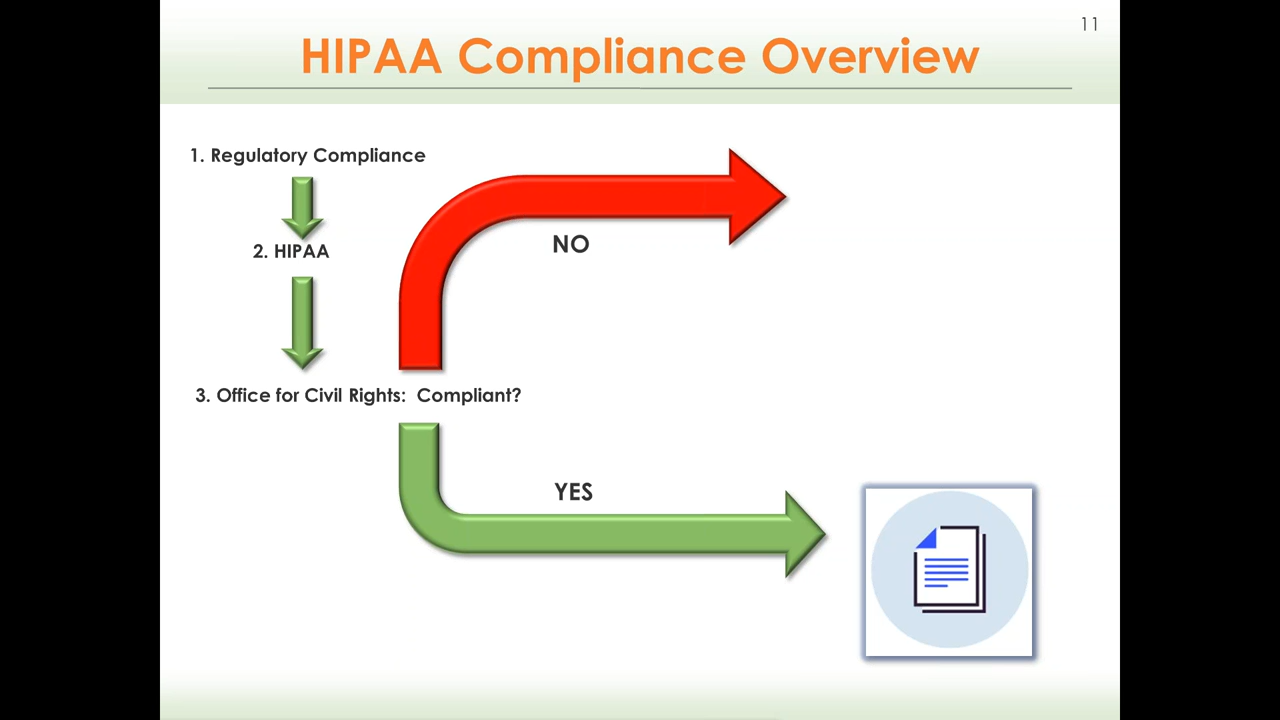 11
HIPAA Compliance Overview
1. Regulatory Compliance
2. HIPAA
NO
3. Office for Civil Rights: Compliant?
YES